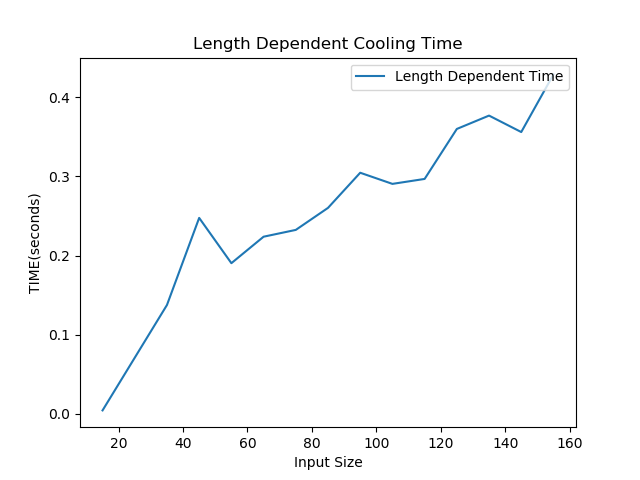 Length Dependent Cooling Time
Length Dependent Time
0.4
0.3
0.2
0.1
0.0
TIME(seconds)
20 40 60 80 100 120 140 160
Input Size